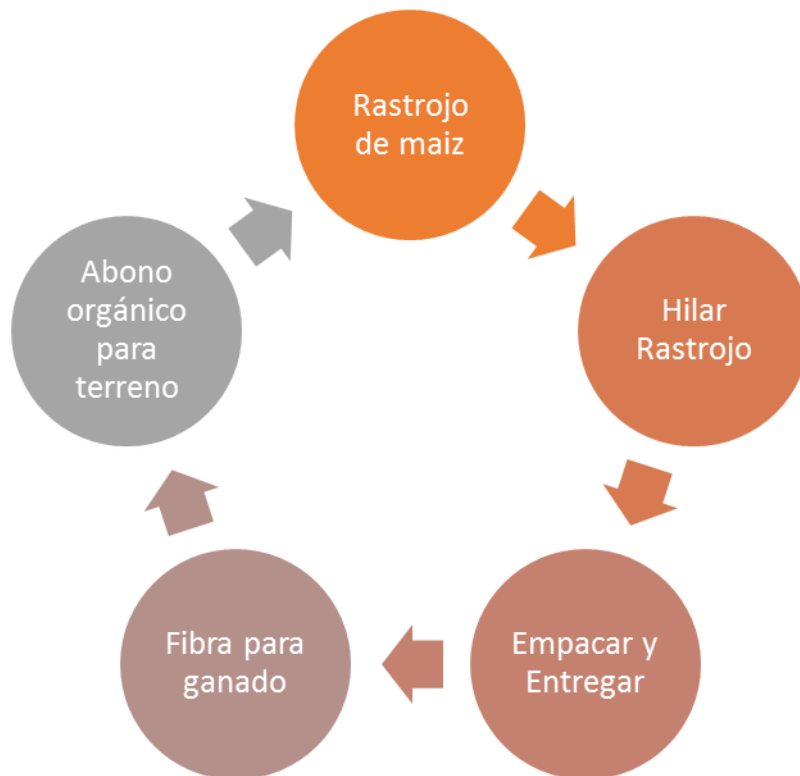 Rastrojo
de maiz
Hilar
Rastrojo
Empacar y
Entregar
Fibra para
ganado
Abono
orgánico
para
terreno